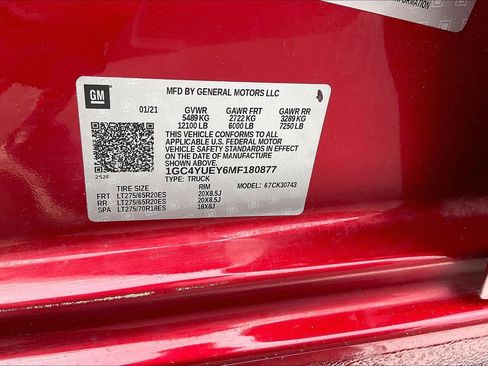 INFORMATION
GM
MFD BY GENERAL MOTORS LLC
01/21 GVWR GAWR FRT GAWR RR
5489 KG 2722 KG 3289 KG
12100 LB 6000 LB 7250 LB
THIS VEHICLE CONFORMS TO ALL
APPLICABLE U.S. FEDERAL MOTOR
VEHICLE SAFETY STANDARDS IN EFFECT
ON THE DATE OF MANUFACTURE
SHOWN ABOVE.
1GC4YUEY6MF180877
TYPE: TRUCK
252F
MODEL: 67CK30743
TIRE SIZE RIM
FRT LT275/65R20ES 20X8.5J
RR LT275/65R20ES 20X8.5J
SPA LT275/70R18ES 18X8J